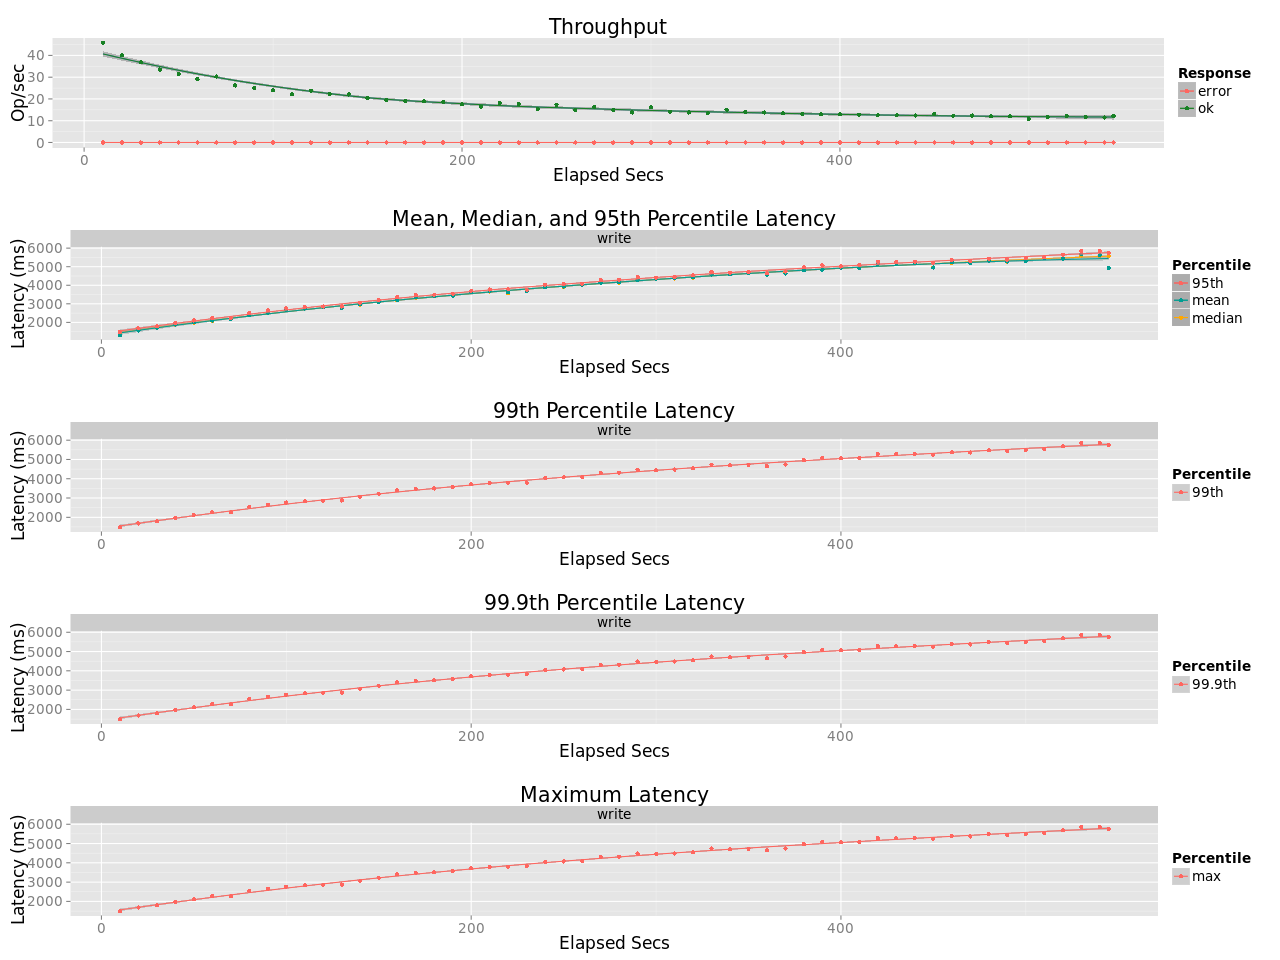 Throughput
Op/sec
40
30
20
10
0
0 200 400
Elapsed Secs
Response
error
ok
Mean, Median, and 95th Percentile Latency
write
Latency (ms)
6000
5000
4000
3000
2000
0 200 400
Elapsed Secs
Percentile
95th
mean
median
99th Percentile Latency
write
Latency (ms)
6000
5000
4000
3000
2000
0 200 400
Elapsed Secs
Percentile
99th
99.9th Percentile Latency
write
Latency (ms)
6000
5000
4000
3000
2000
0 200 400
Elapsed Secs
Percentile
99.9th
Maximum Latency
write
Latency (ms)
6000
5000
4000
3000
2000
0 200 400
Elapsed Secs
Percentile
max